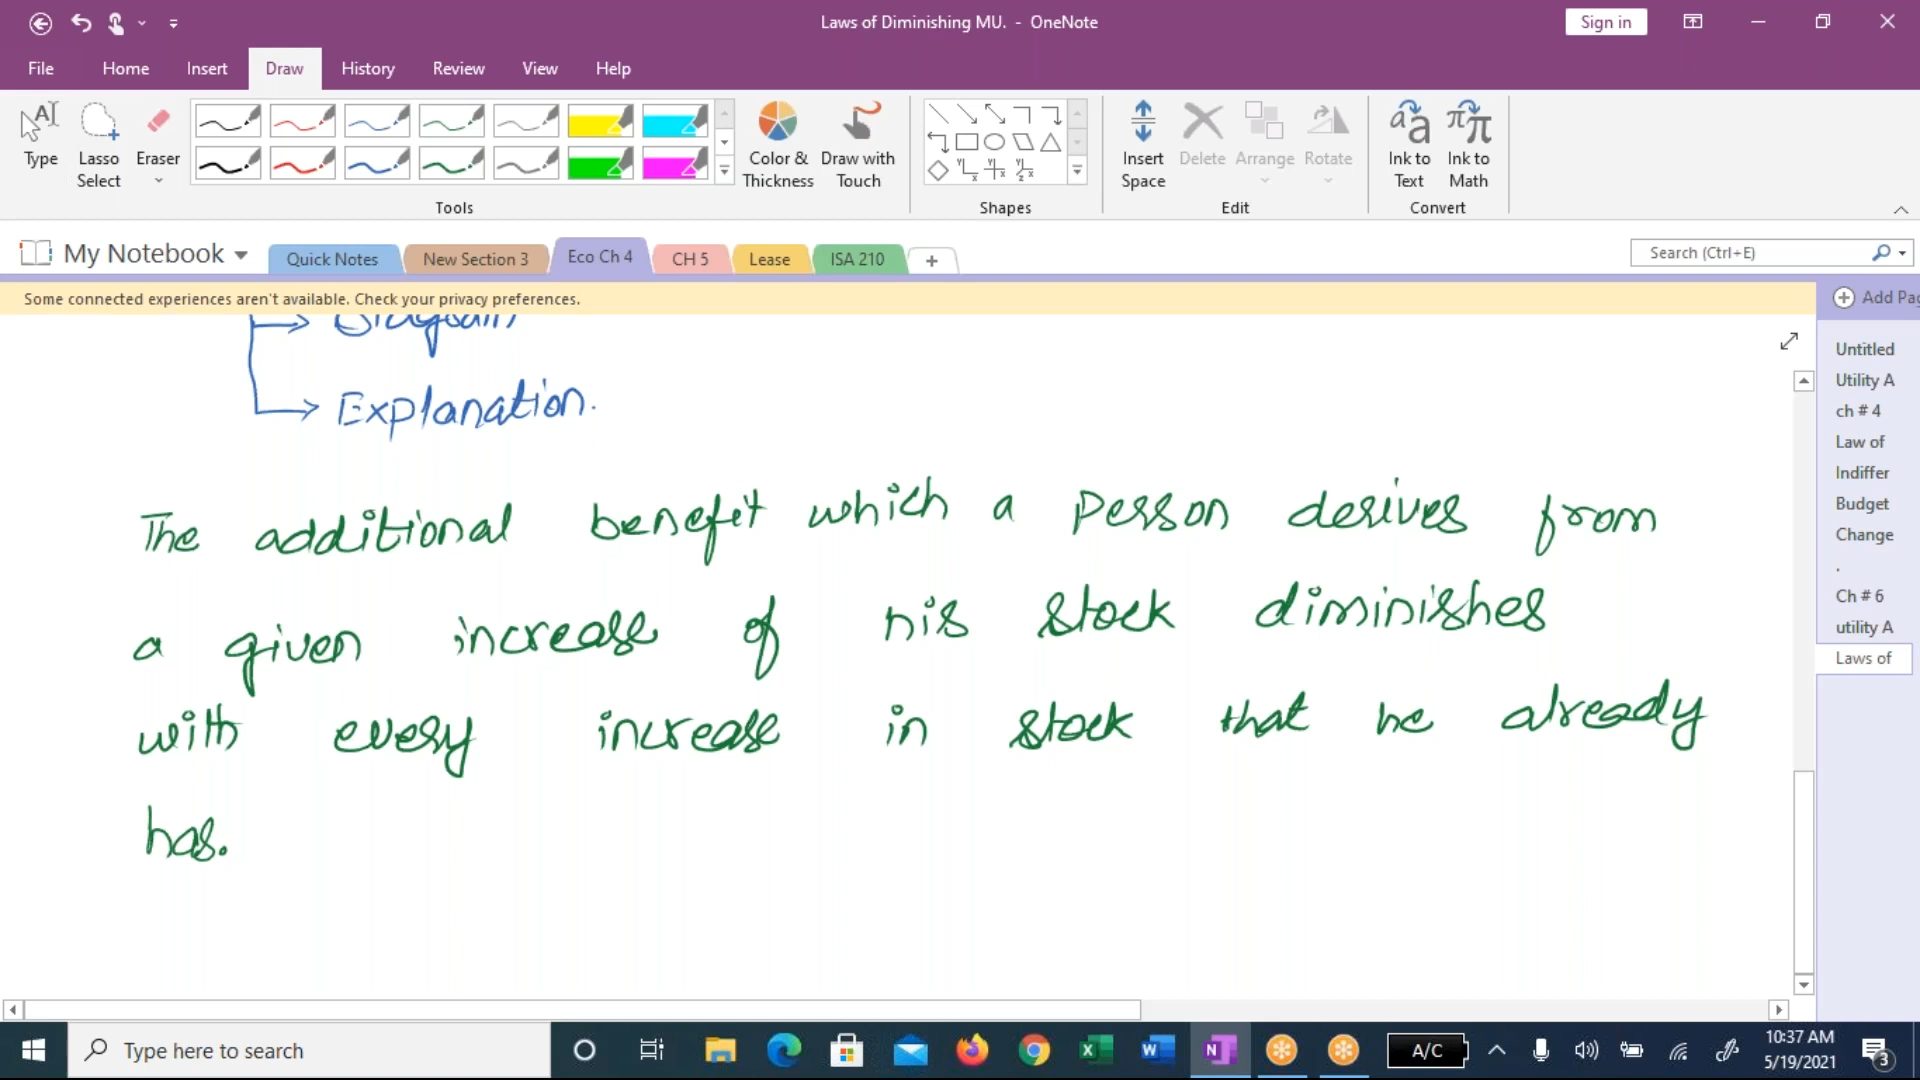 Laws of Diminishing MU. - OneNote
Sign in
File Home Insert Draw History Review View Help
Type
Lasso Select
Eraser
Color & Thickness
Draw with Touch
Insert Space
Delete
Arrange
Rotate
Ink to Text
Ink to Math
Tools Shapes Edit Convert
My Notebook Quick Notes New Section 3 Eco Ch 4 CH 5 Lease ISA 210 +
Search (Ctrl+E)
Some connected experiences aren't available. Check your privacy preferences.
Add Pag
Untitled
Utility A
ch # 4
Law of
Indiffer
Budget
Change
.
Ch # 6
utility A
Laws of
Diagram
Explanation.
The additional benefit which a Person derives from
a given increase of his stock diminishes
with every increase in stock that he already
has.
Type here to search
A/C
10:37 AM
5/19/2021
3